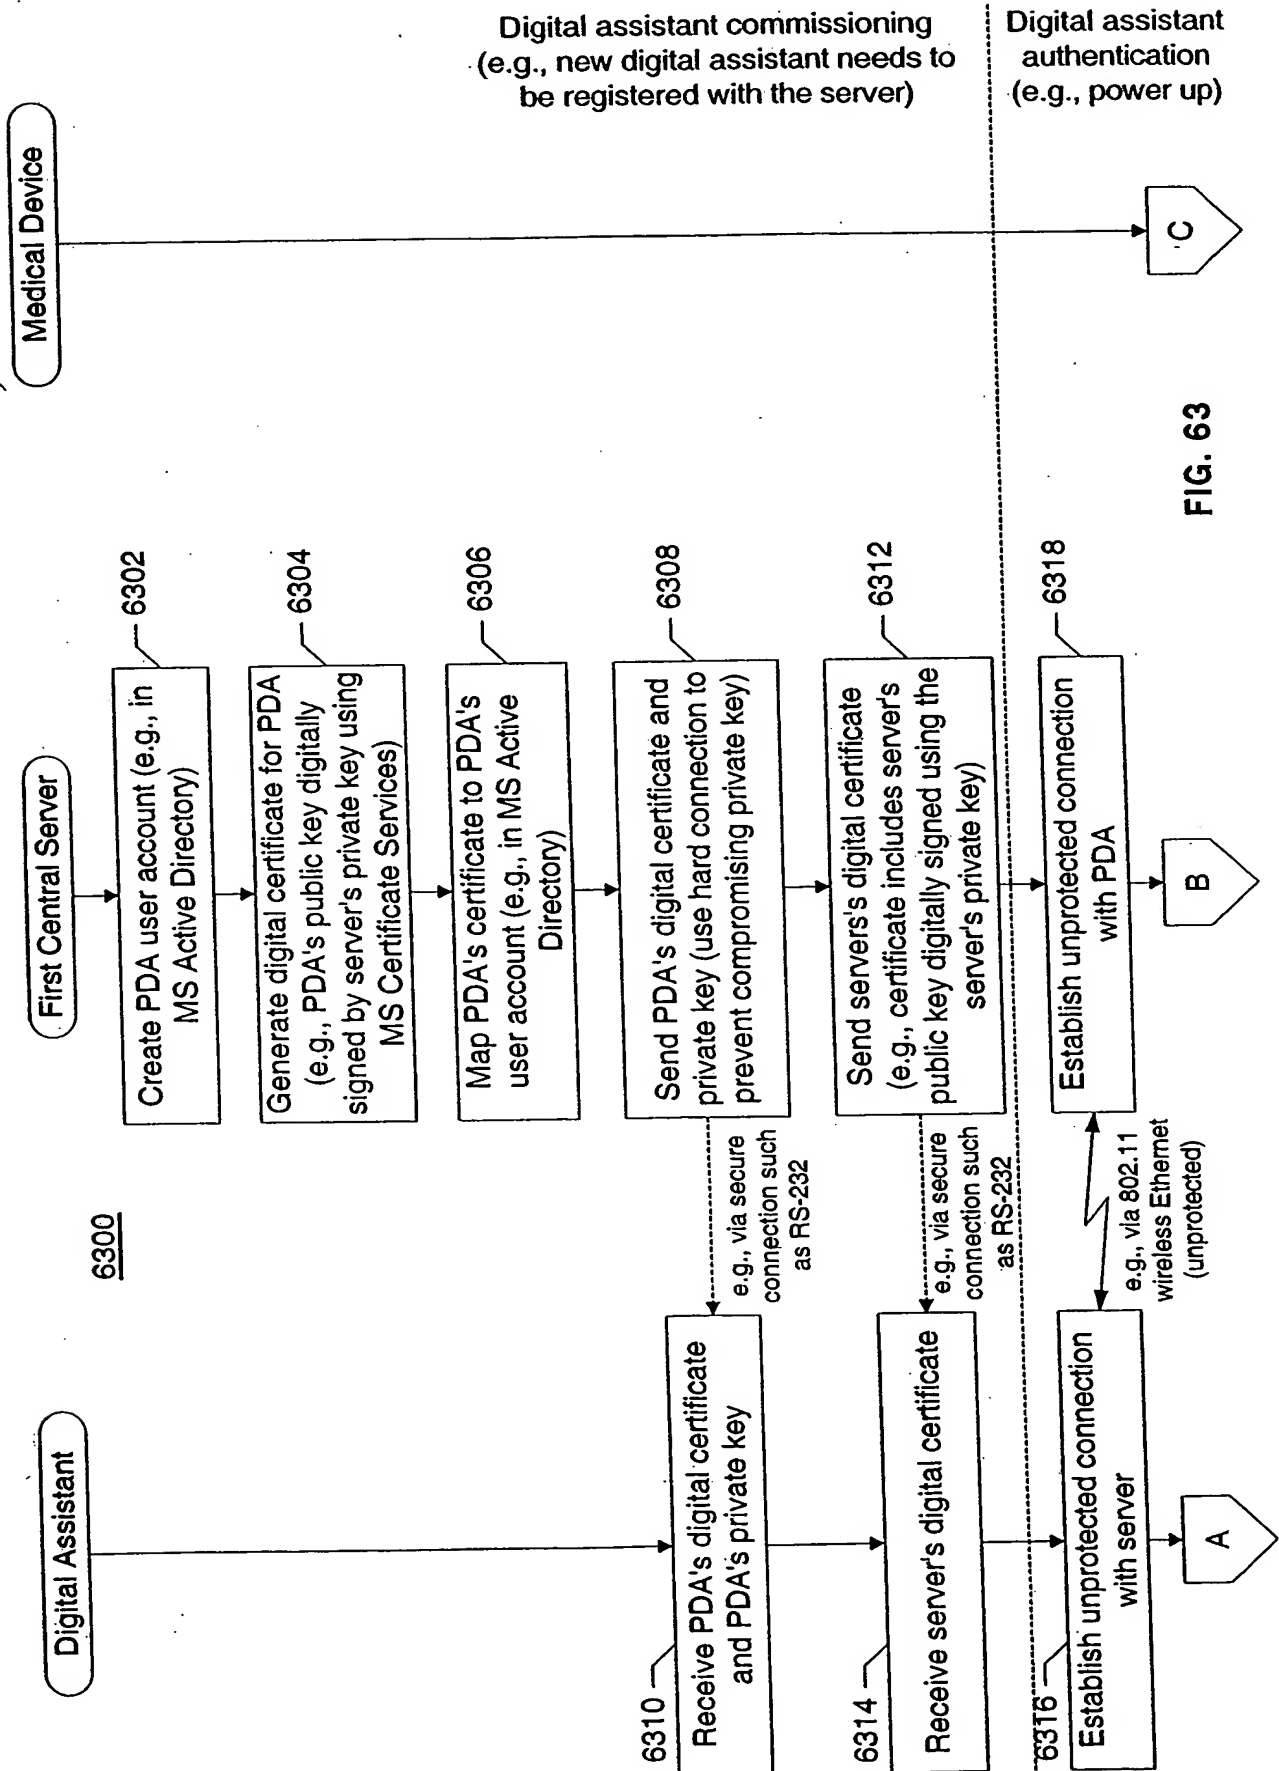 Digital Assistant
First Central Server
Medical Device
6300
Create PDA user account (e.g., in
MS Active Directory)
6302
Generate digital certificate for PDA
(e.g., PDA's public key digitally
signed by server's private key using
MS Certificate Services)
6304
Map PDA's certificate to PDA's
user account (e.g., in MS Active
Directory)
6306
Send PDA's digital certificate and
private key (use hard connection to
prevent compromising private key)
6308
e.g., via secure
connection such
as RS-232
6310
Receive PDA's digital certificate
and PDA's private key
Send servers's digital certificate
(e.g., certificate includes server's
public key digitally signed using the
server's private key)
6312
e.g., via secure
connection such
as RS-232
6314
Receive server's digital certificate
Digital assistant commissioning
(e.g., new digital assistant needs to
be registered with the server)
Digital assistant
authentication
(e.g., power up)
6316
Establish unprotected connection
with server
e.g., via 802.11
wireless Ethernet
(unprotected)
Establish unprotected connection
with PDA
6318
A
B
C
FIG. 63